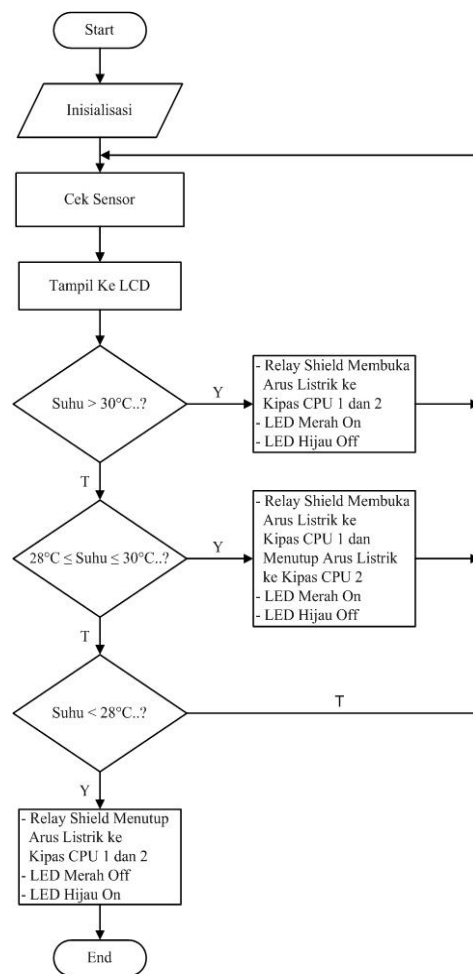 Start
Inisialisasi
Cek Sensor
Tampil Ke LCD
Suhu > 30°C..?
Y
- Relay Shield Membuka
Arus Listrik ke
Kipas CPU 1 dan 2
- LED Merah On
- LED Hijau Off
T
28°C ≤ Suhu ≤ 30°C..?
Y
- Relay Shield Membuka
Arus Listrik ke
Kipas CPU 1 dan
Menutup Arus Listrik
ke Kipas CPU 2
- LED Merah On
- LED Hijau Off
T
Suhu < 28°C..?
T
Y
- Relay Shield Menutup
Arus Listrik ke
Kipas CPU 1 dan 2
- LED Merah Off
- LED Hijau On
End